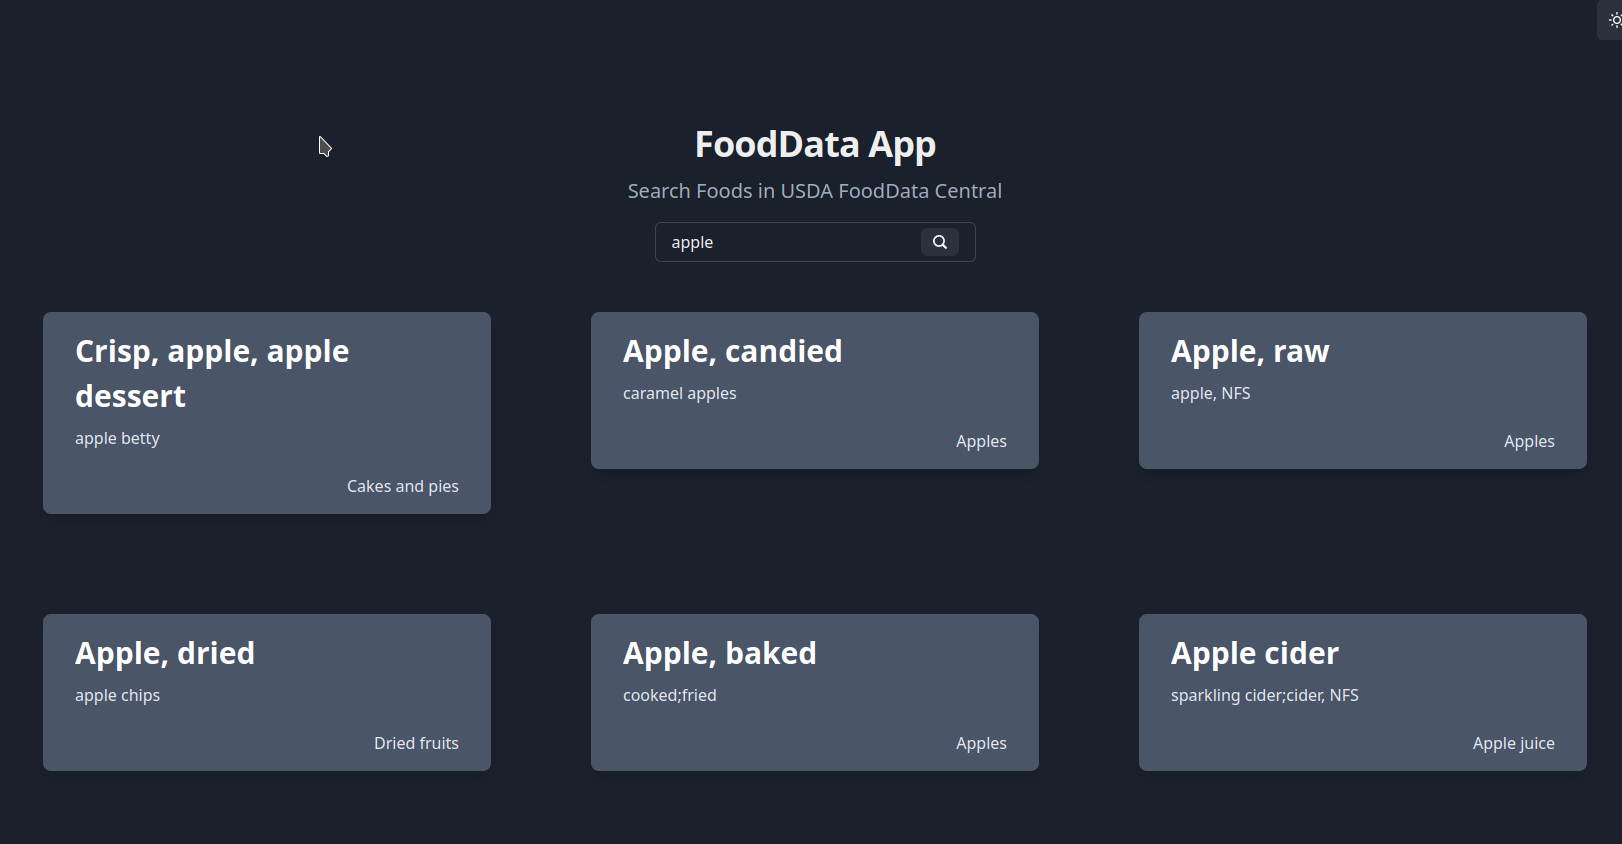 FoodData App
Search Foods in USDA FoodData Central
apple
Crisp, apple, apple
dessert
apple betty
Cakes and pies
Apple, candied
caramel apples
Apples
Apple, raw
apple, NFS
Apples
Apple, dried
apple chips
Dried fruits
Apple, baked
cooked;fried
Apples
Apple cider
sparkling cider;cider, NFS
Apple juice